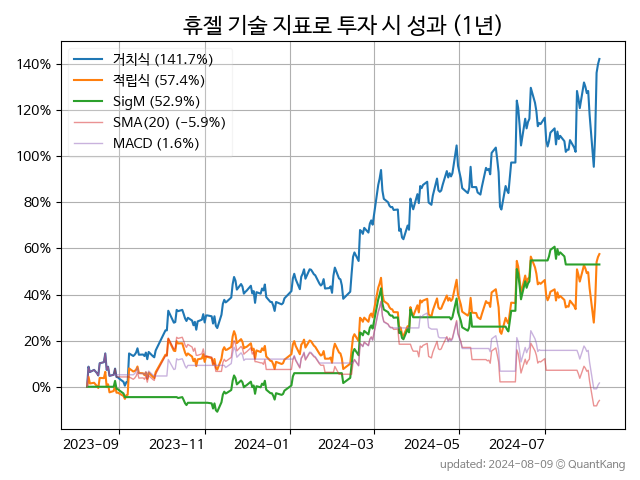 휴젤 기술 지표로 투자 시 성과 (1년)
140%
120%
100%
80%
60%
40%
20%
0%
거치식 (141.7%)
적립식 (57.4%)
SigM (52.9%)
SMA(20) (−5.9%)
MACD (1.6%)
2023-09
2023-11
2024-01
2024-03
2024-05
2024-07
updated: 2024-08-09 © QuantKang